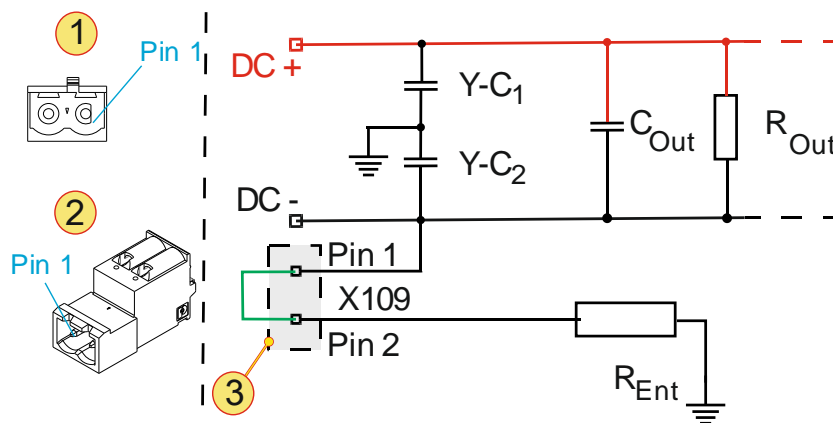 1
Pin 1
2
Pin 1
DC +
Y-C1
Y-C2
COut
ROut
DC -
Pin 1
X109
Pin 2
3
REnt